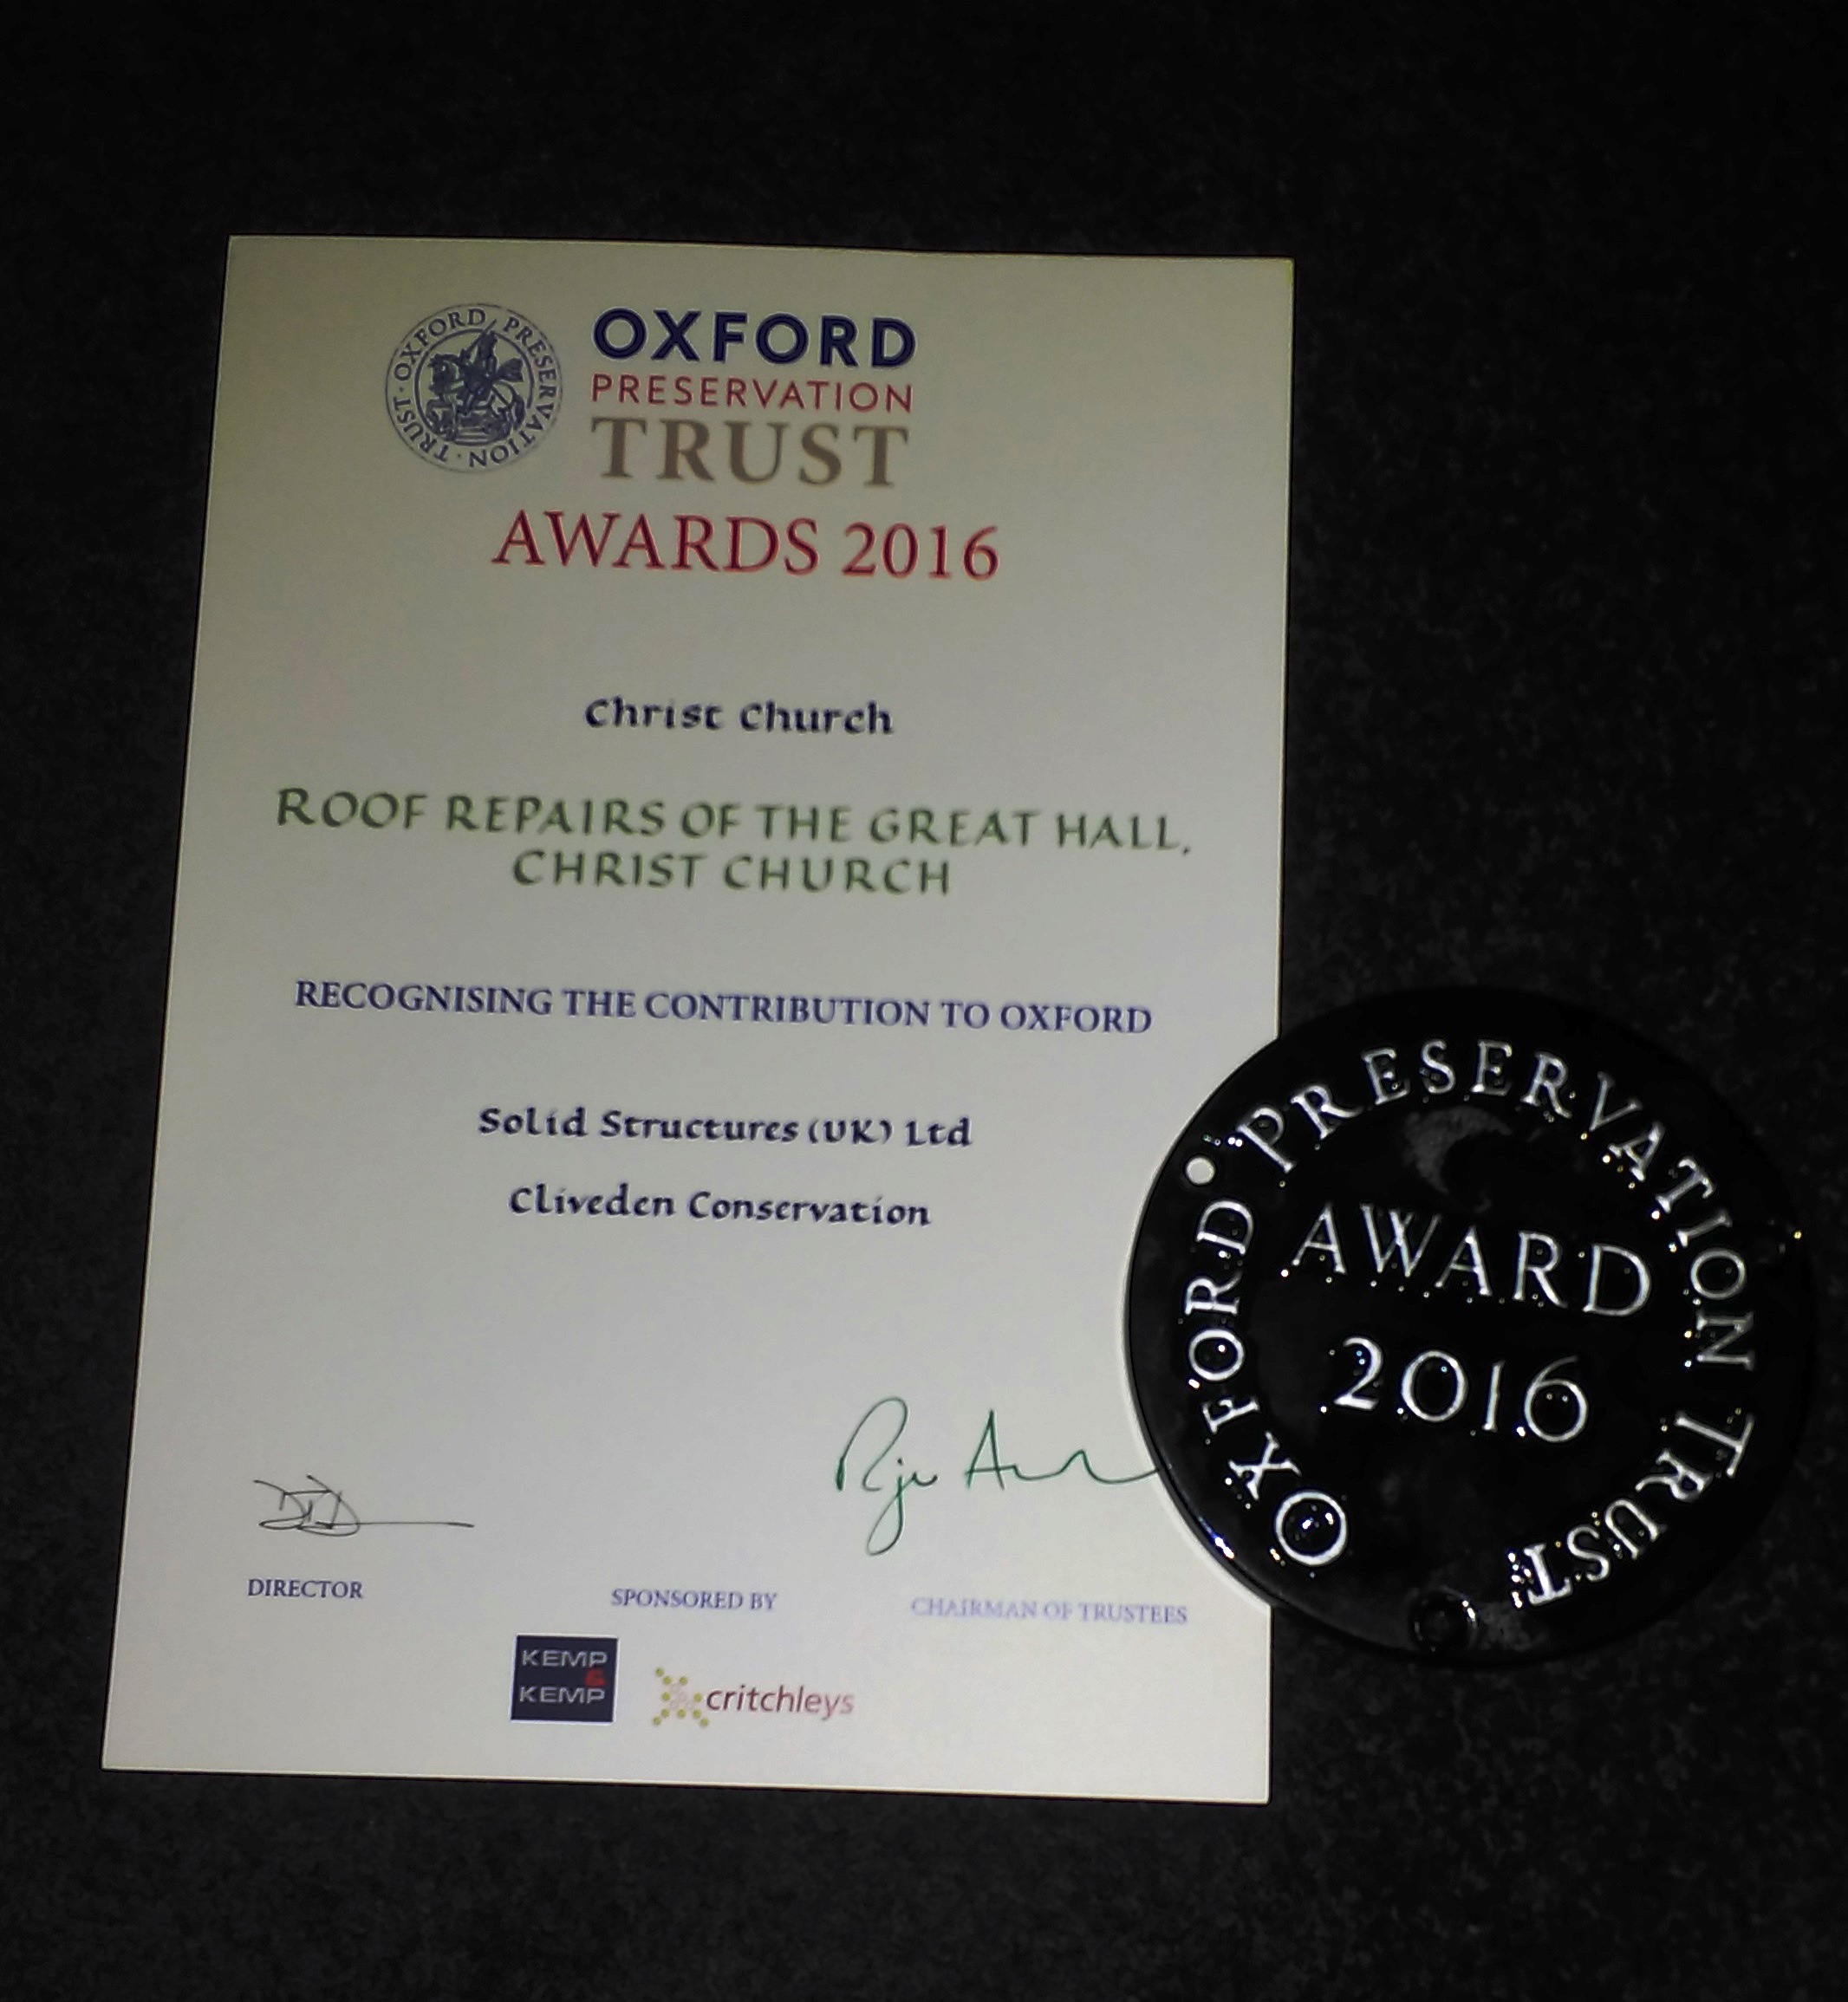 OXFORD PRESERVATION TRUST
OXFORD
PRESERVATION
TRUST
AWARDS 2016
Christ Church
ROOF REPAIRS OF THE GREAT HALL,
CHRIST CHURCH
RECOGNISING THE CONTRIBUTION TO OXFORD
Solid Structures (UK) Ltd
Cliveden Conservation
DIRECTOR
SPONSORED BY
CHAIRMAN OF TRUSTEES
KEMP
&
KEMP
critchleys
OXFORD PRESERVATION TRUST
AWARD
2016